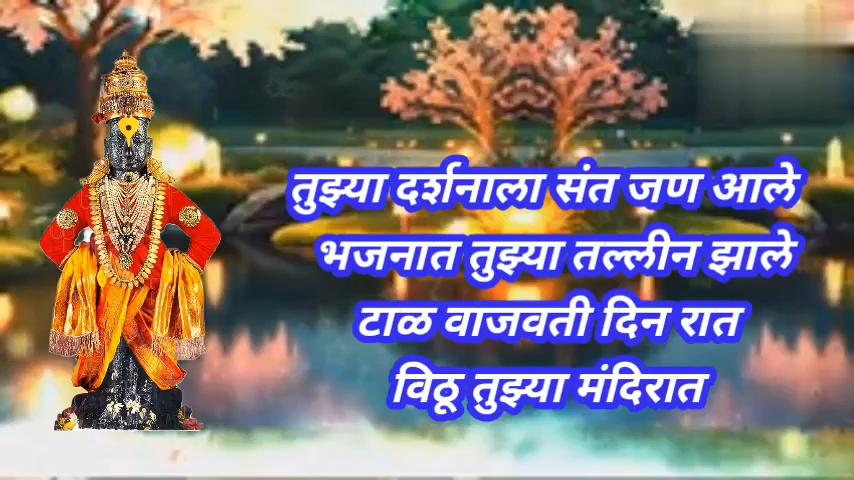 तुझ्या दर्शनाला संत जण आले
भजनात तुझ्या तल्लीन झाले
टाळ वाजवती दिन रात
विठू तुझ्या मंदिरात